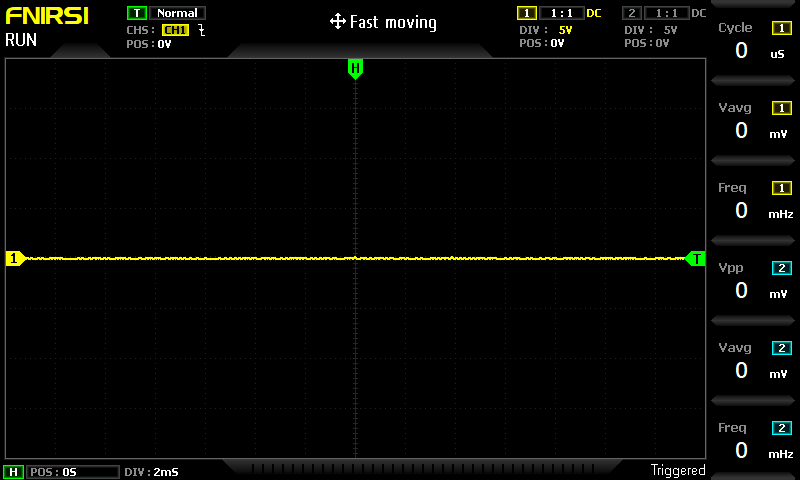 FNIRSI
RUN
T Normal
CHS: CH1
POS: 0V
Fast moving
1 1:1 DC
DIV: 5V
POS: 0V
2 1:1 DC
DIV: 5V
POS: 0V
H
1
T
Cycle 1
0 uS
Vavg 1
0 mV
Freq 1
0 mHz
Vpp 2
0 mV
Vavg 2
0 mV
Freq 2
0 mHz
H POS: 0S DIV: 2mS
Triggered